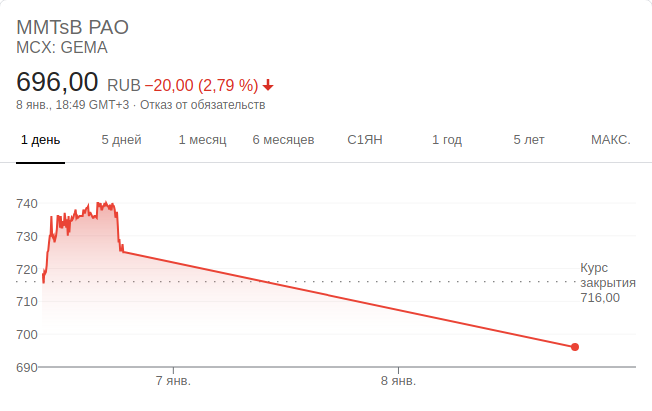 MMTsB PAO
MCX: GEMA
696,00 RUB −20,00 (2,79 %)
8 янв., 18:49 GMT+3 · Отказ от обязательств
1 день 5 дней 1 месяц 6 месяцев С1ЯН 1 год 5 лет МАКС.
740
730
720
710
700
690
Курс
закрытия
716,00
7 янв. 8 янв.